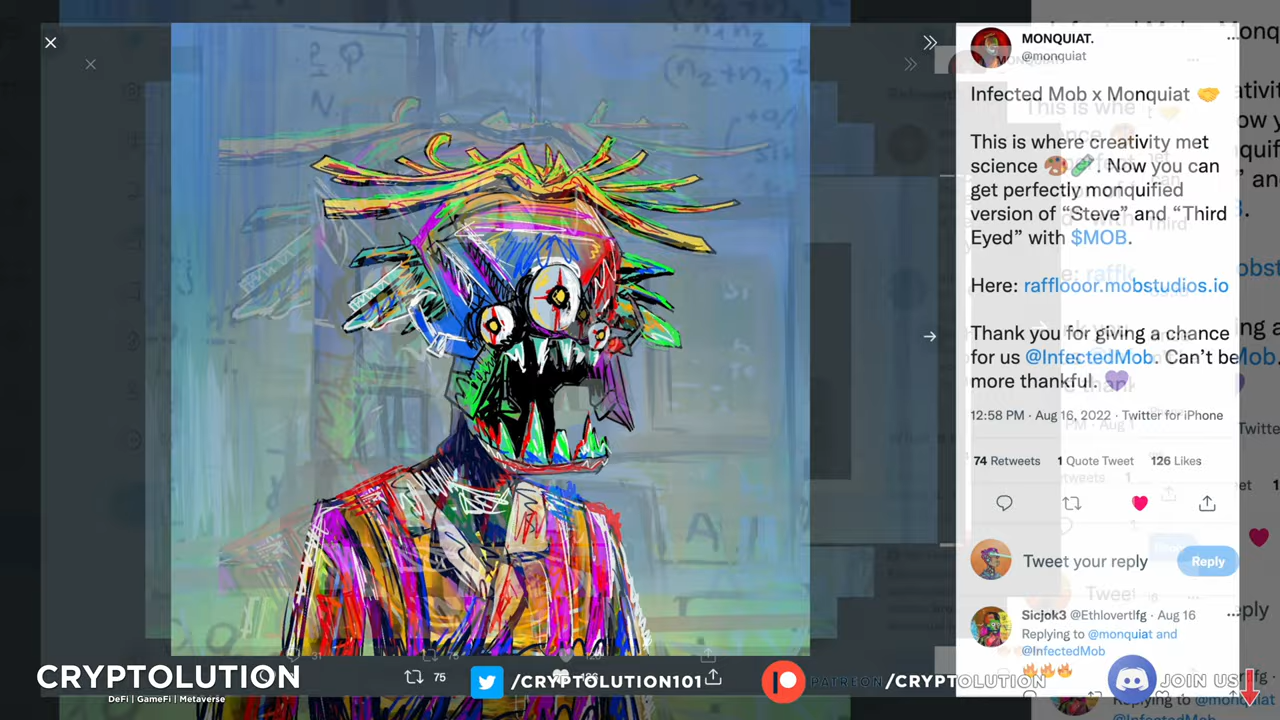 MONQUIAT.
@monquiat
Infected Mob x Monquiat 🤝
This is where creativity met
science 🎨🧪. Now you can
get perfectly monquified
version of “Steve” and “Third
Eyed” with $MOB.
Here: rafflooor.mobstudios.io
Thank you for giving a chance
for us @InfectedMob. Can't be
more thankful. 💜
12:58 PM · Aug 16, 2022 · Twitter for iPhone
74 Retweets 1 Quote Tweet 126 Likes
Tweet your reply
Reply
Sicjok3 @Ethlovertlfg · Aug 16
Replying to @monquiat and
@InfectedMob
🔥🔥🔥
75
CRYPTOLUTION
DeFi | GameFi | Metaverse
/CRYPTOLUTION101
PATREON/CRYPTOLUTION
JOIN US